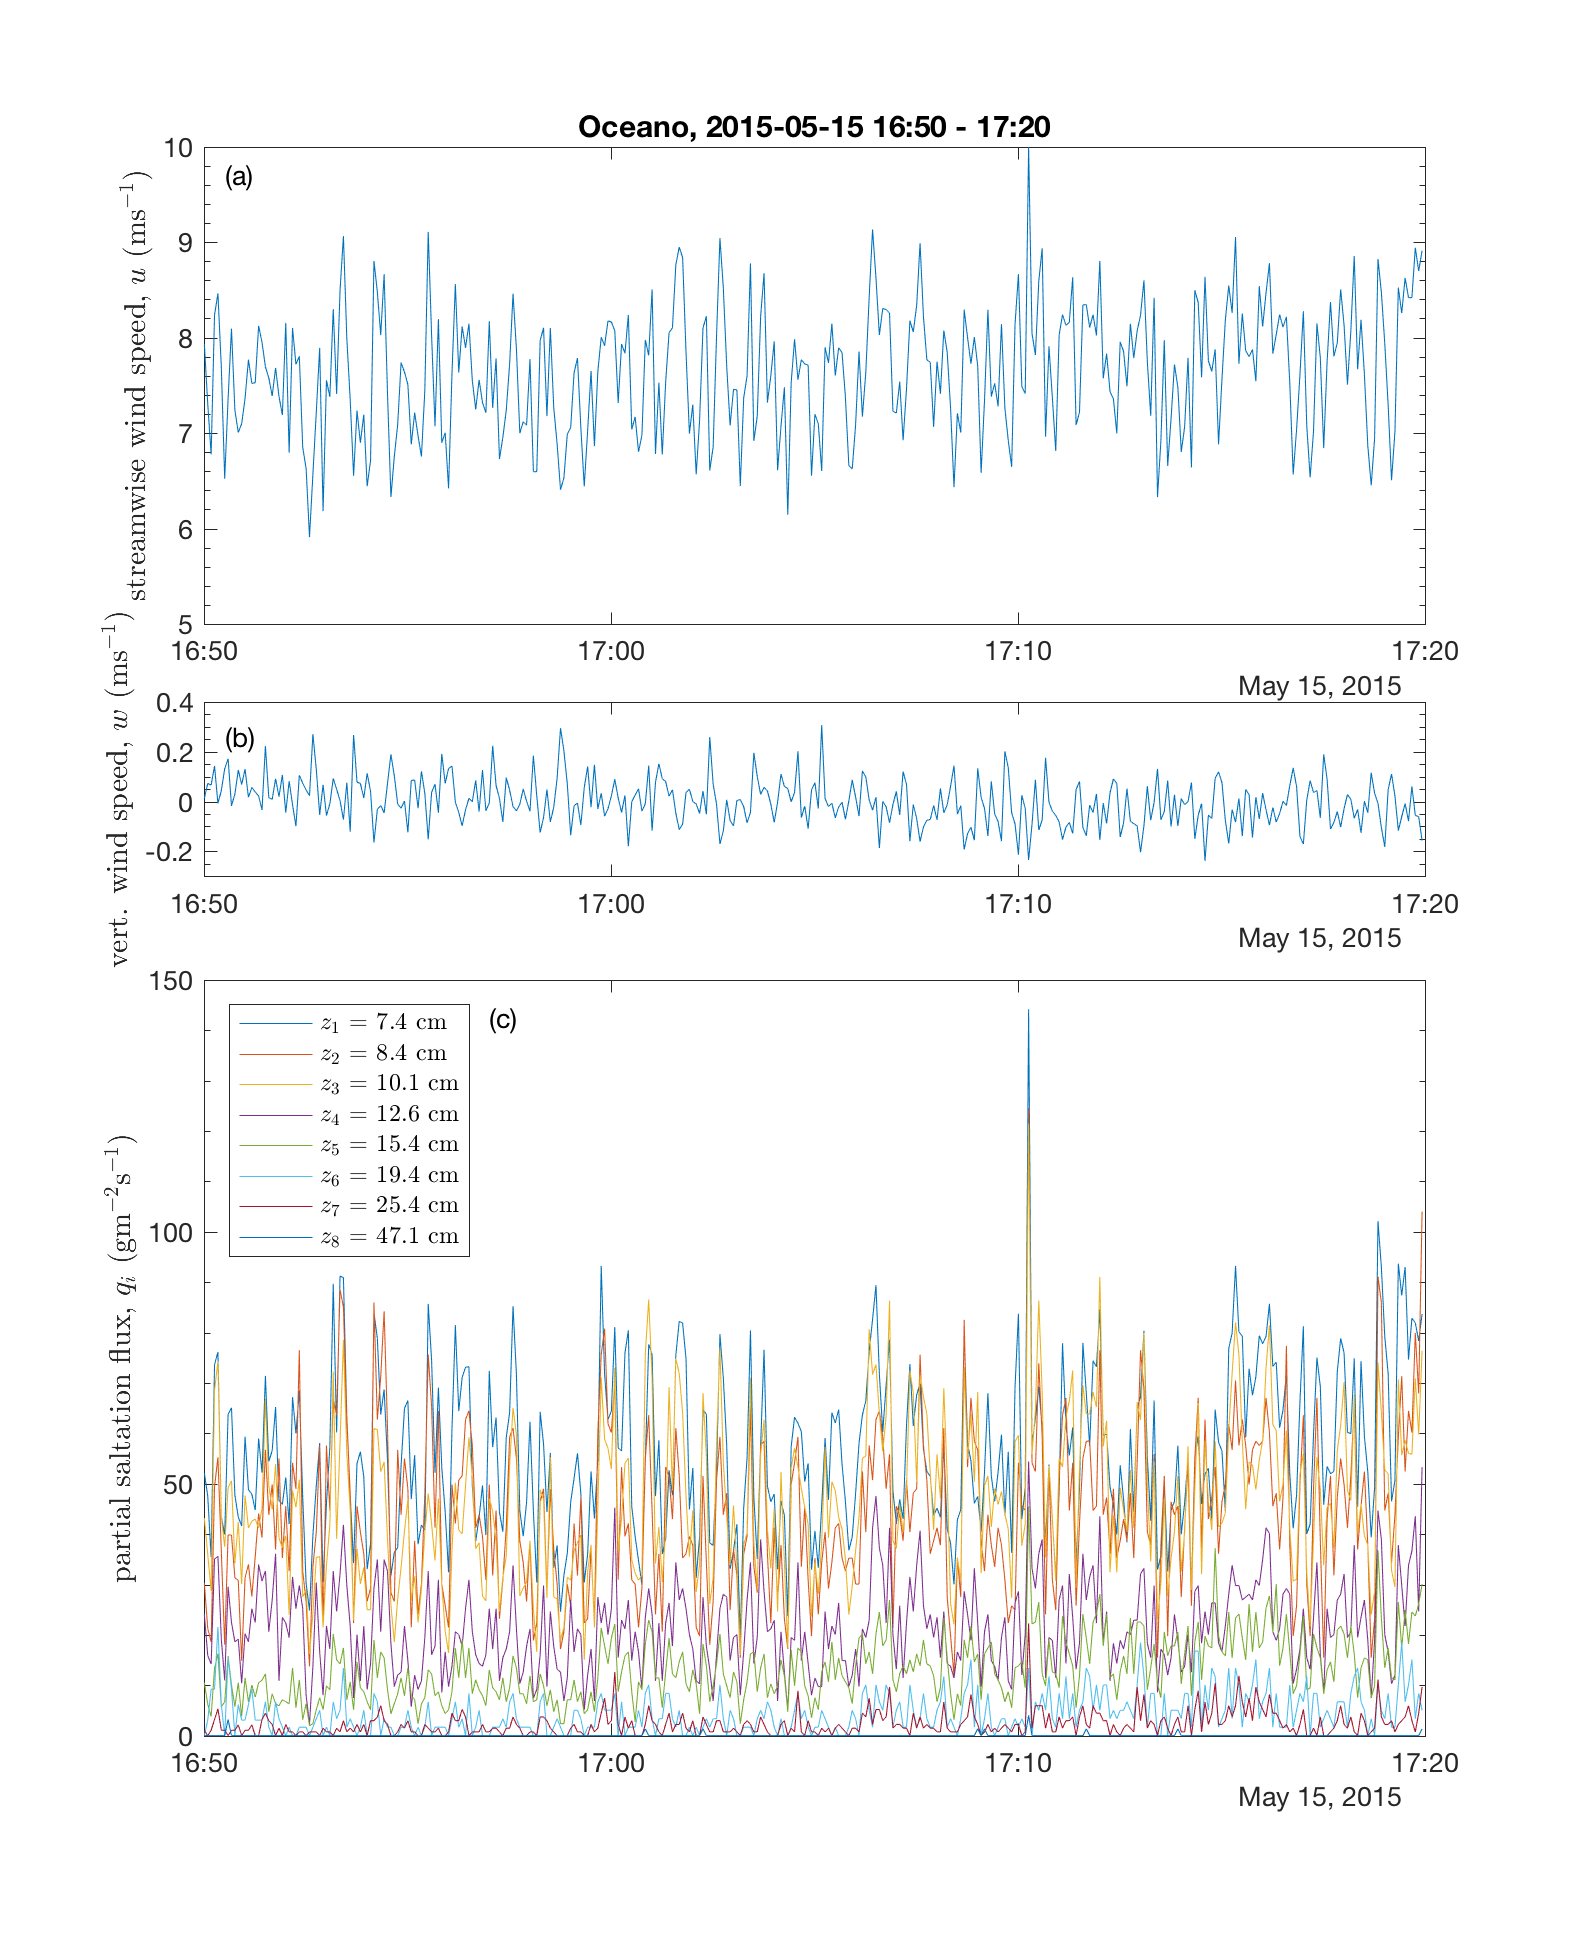 Oceano, 2015-05-15 16:50 - 17:20
(a)
streamwise wind speed, u (ms⁻¹)
10
9
8
7
6
5
16:50 17:00 17:10 17:20
May 15, 2015
(b)
vert. wind speed, w (ms⁻¹)
0.4
0.2
0
-0.2
16:50 17:00 17:10 17:20
May 15, 2015
(c)
partial saltation flux, qᵢ (gm⁻²s⁻¹)
150
100
50
0
z₁ = 7.4 cm
z₂ = 8.4 cm
z₃ = 10.1 cm
z₄ = 12.6 cm
z₅ = 15.4 cm
z₆ = 19.4 cm
z₇ = 25.4 cm
z₈ = 47.1 cm
16:50 17:00 17:10 17:20
May 15, 2015